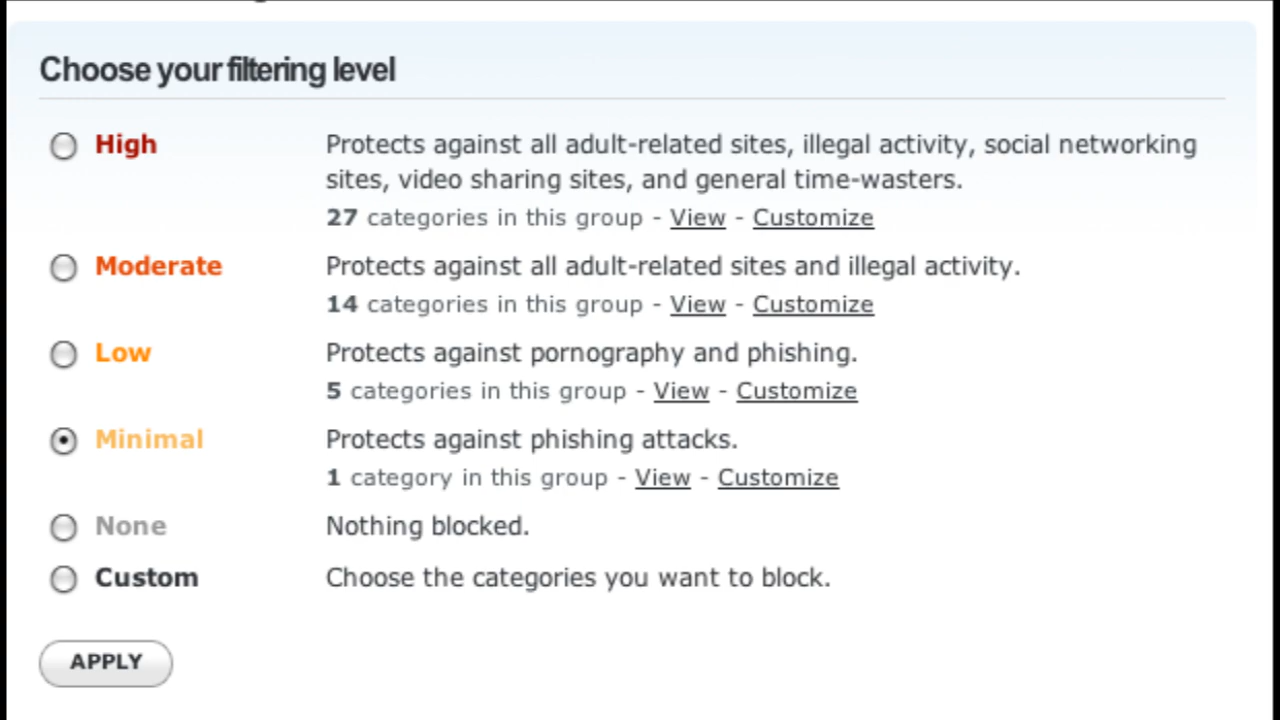 Choose your filtering level
High
Protects against all adult-related sites, illegal activity, social networking
sites, video sharing sites, and general time-wasters.
27 categories in this group - View - Customize
Moderate
Protects against all adult-related sites and illegal activity.
14 categories in this group - View - Customize
Low
Protects against pornography and phishing.
5 categories in this group - View - Customize
Minimal
Protects against phishing attacks.
1 category in this group - View - Customize
None
Nothing blocked.
Custom
Choose the categories you want to block.
APPLY